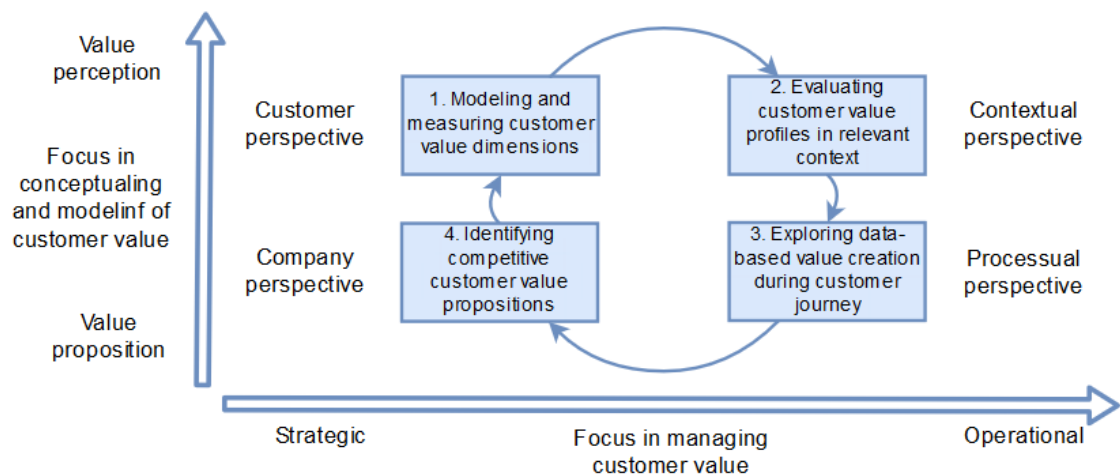 Value
perception
Focus in
conceptualing
and modelinf of
customer value
Value
proposition
Customer
perspective
1. Modeling and
measuring customer
value dimensions
2. Evaluating
customer value
profiles in relevant
context
Contextual
perspective
Company
perspective
4. Identifying
competitive
customer value
propositions
3. Exploring data-
based value creation
during customer
journey
Processual
perspective
Strategic
Focus in managing
customer value
Operational